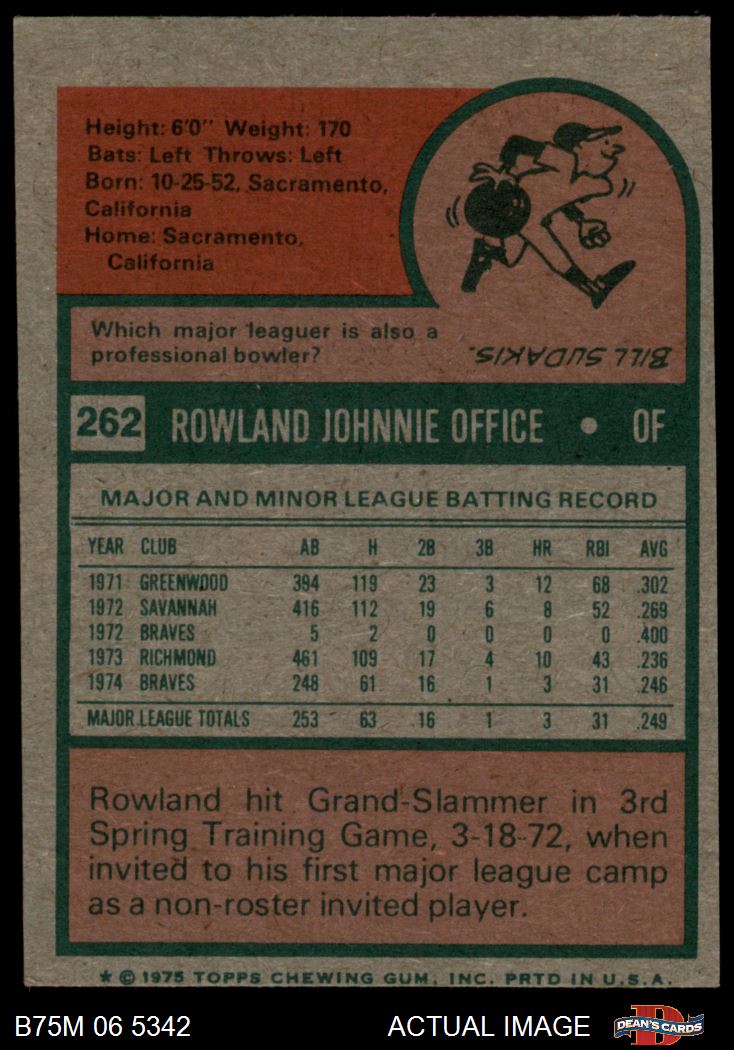 Height: 6'0" Weight: 170
Bats: Left Throws: Left
Born: 10-25-52, Sacramento,
California
Home: Sacramento,
California
Which major leaguer is also a
professional bowler?
BILL SUDAKIS.
262 ROWLAND JOHNNIE OFFICE • OF
MAJOR AND MINOR LEAGUE BATTING RECORD
YEAR CLUB AB H 2B 3B HR RBI AVG
1971 GREENWOOD 394 119 23 3 12 68 .302
1972 SAVANNAH 416 112 19 6 8 52 .269
1972 BRAVES 5 2 0 0 0 0 .400
1973 RICHMOND 461 109 17 4 10 43 .236
1974 BRAVES 248 61 16 1 3 31 .246
MAJOR LEAGUE TOTALS 253 63 16 1 3 31 .249
Rowland hit Grand-Slammer in 3rd
Spring Training Game, 3-18-72, when
invited to his first major league camp
as a non-roster invited player.
* © 1975 TOPPS CHEWING GUM, INC. PRTD IN U.S.A.
B75M 06 5342 ACTUAL IMAGE DEAN'S CARDS